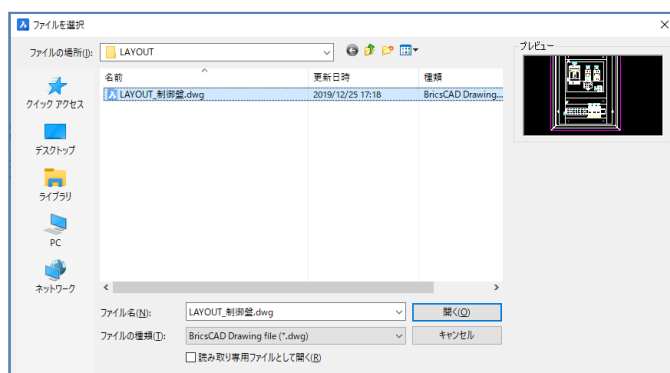 ファイルを選択
ファイルの場所(I):
LAYOUT
プレビュー
名前
更新日時
種類
LAYOUT_制御盤.dwg
2019/12/25 17:18
BricsCAD Drawing...
クイック アクセス
デスクトップ
ライブラリ
PC
ネットワーク
ファイル名(N):
LAYOUT_制御盤.dwg
開く(O)
ファイルの種類(T):
BricsCAD Drawing file (*.dwg)
キャンセル
読み取り専用ファイルとして開く(R)